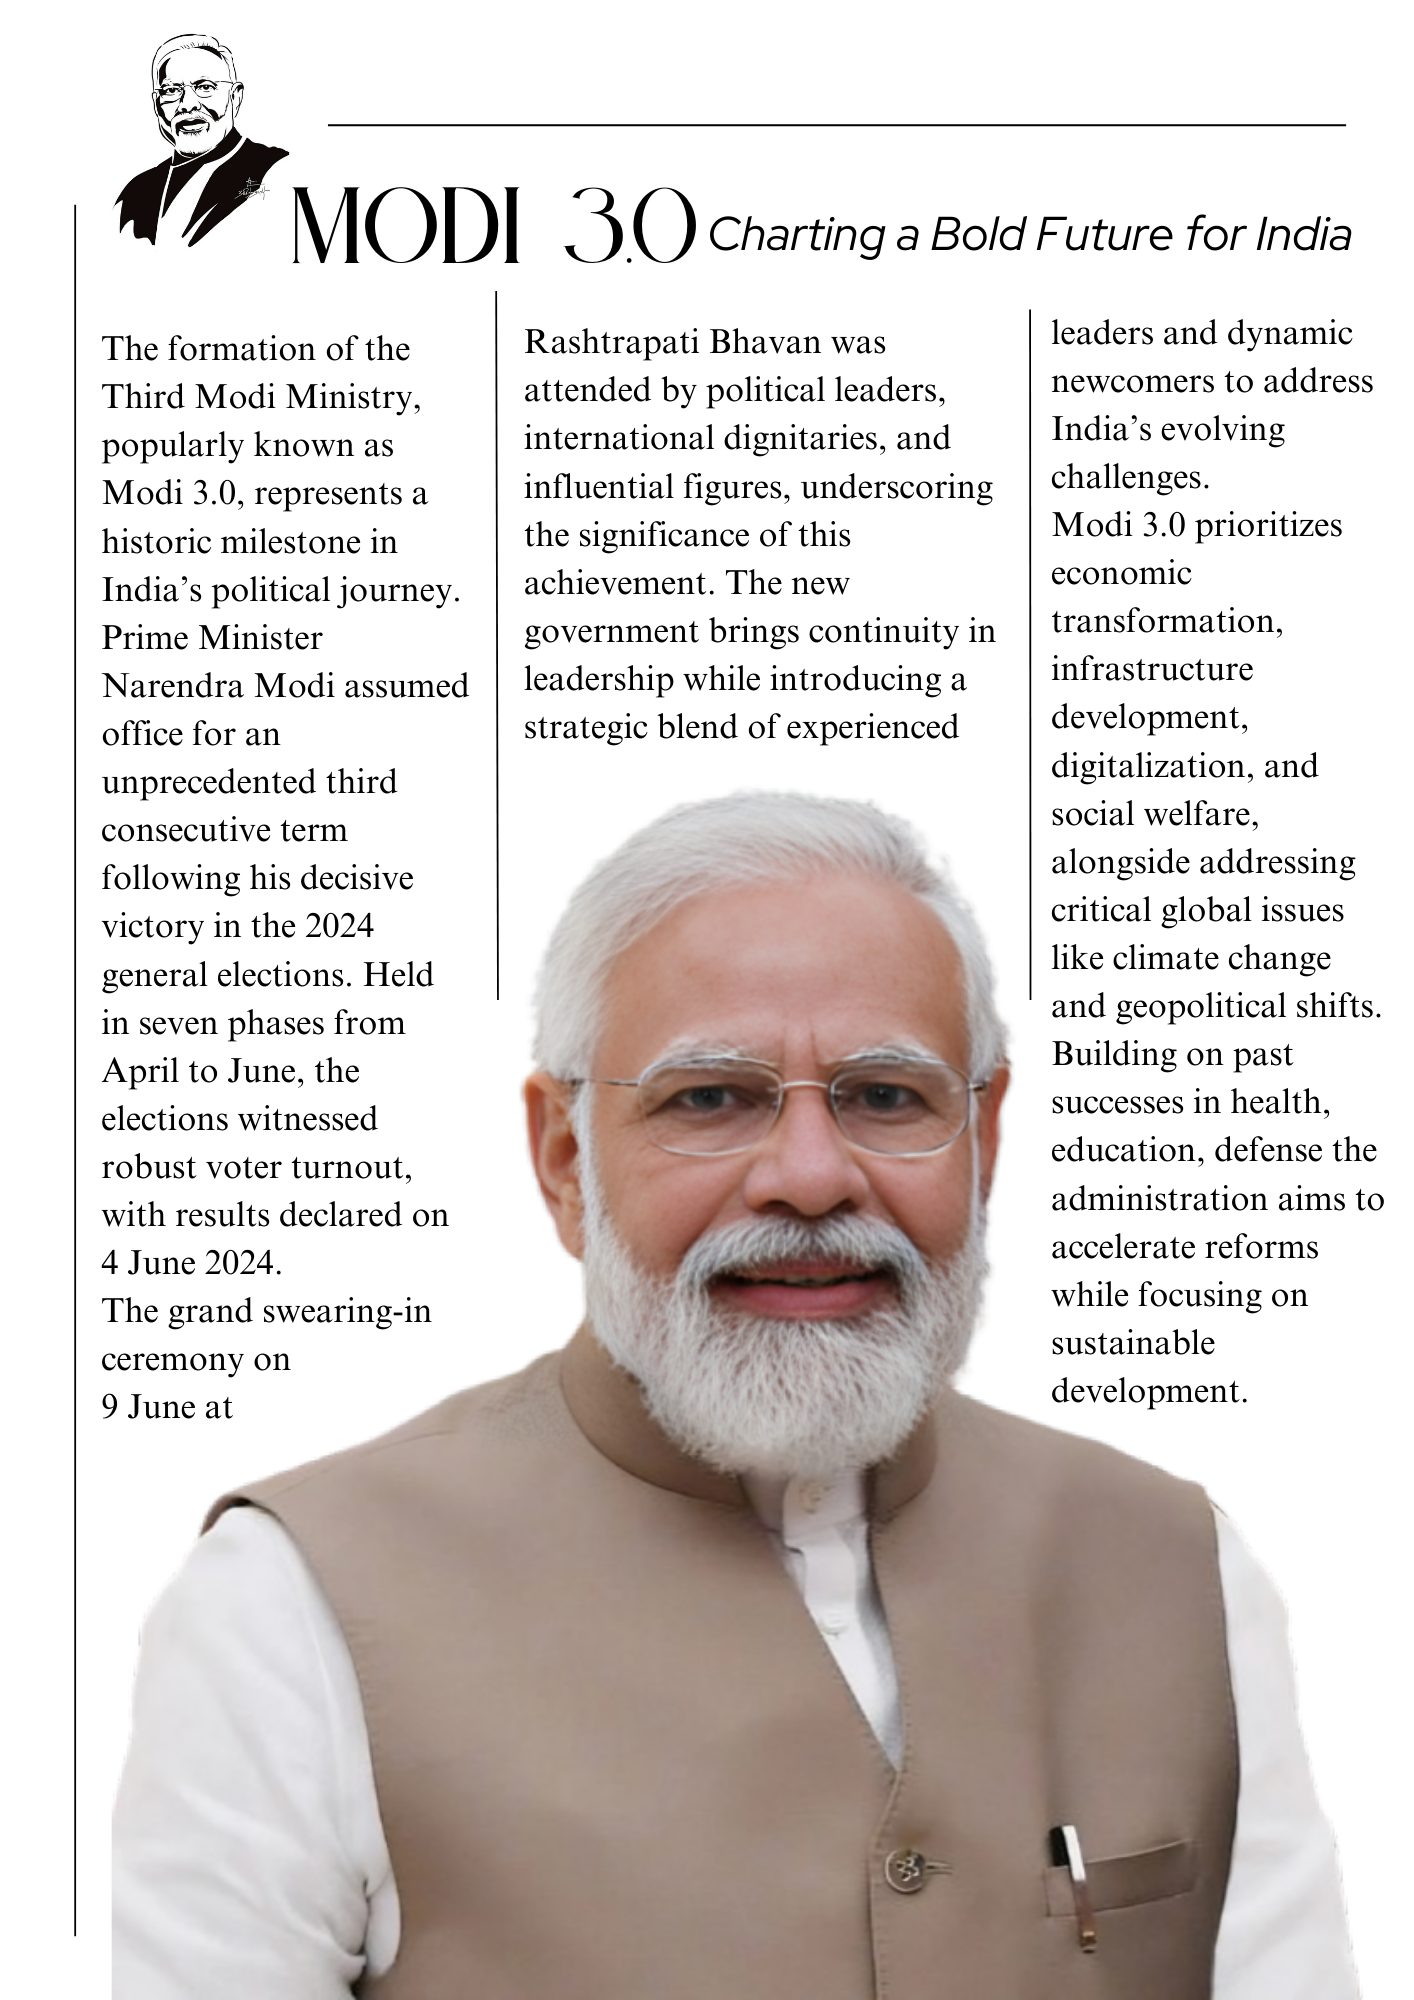 MODI 3.0 Charting a Bold Future for India
The formation of the
Third Modi Ministry,
popularly known as
Modi 3.0, represents a
historic milestone in
India’s political journey.
Prime Minister
Narendra Modi assumed
office for an
unprecedented third
consecutive term
following his decisive
victory in the 2024
general elections. Held
in seven phases from
April to June, the
elections witnessed
robust voter turnout,
with results declared on
4 June 2024.
The grand swearing-in
ceremony on
9 June at
Rashtrapati Bhavan was
attended by political leaders,
international dignitaries, and
influential figures, underscoring
the significance of this
achievement. The new
government brings continuity in
leadership while introducing a
strategic blend of experienced
leaders and dynamic
newcomers to address
India’s evolving
challenges.
Modi 3.0 prioritizes
economic
transformation,
infrastructure
development,
digitalization, and
social welfare,
alongside addressing
critical global issues
like climate change
and geopolitical shifts.
Building on past
successes in health,
education, defense the
administration aims to
accelerate reforms
while focusing on
sustainable
development.